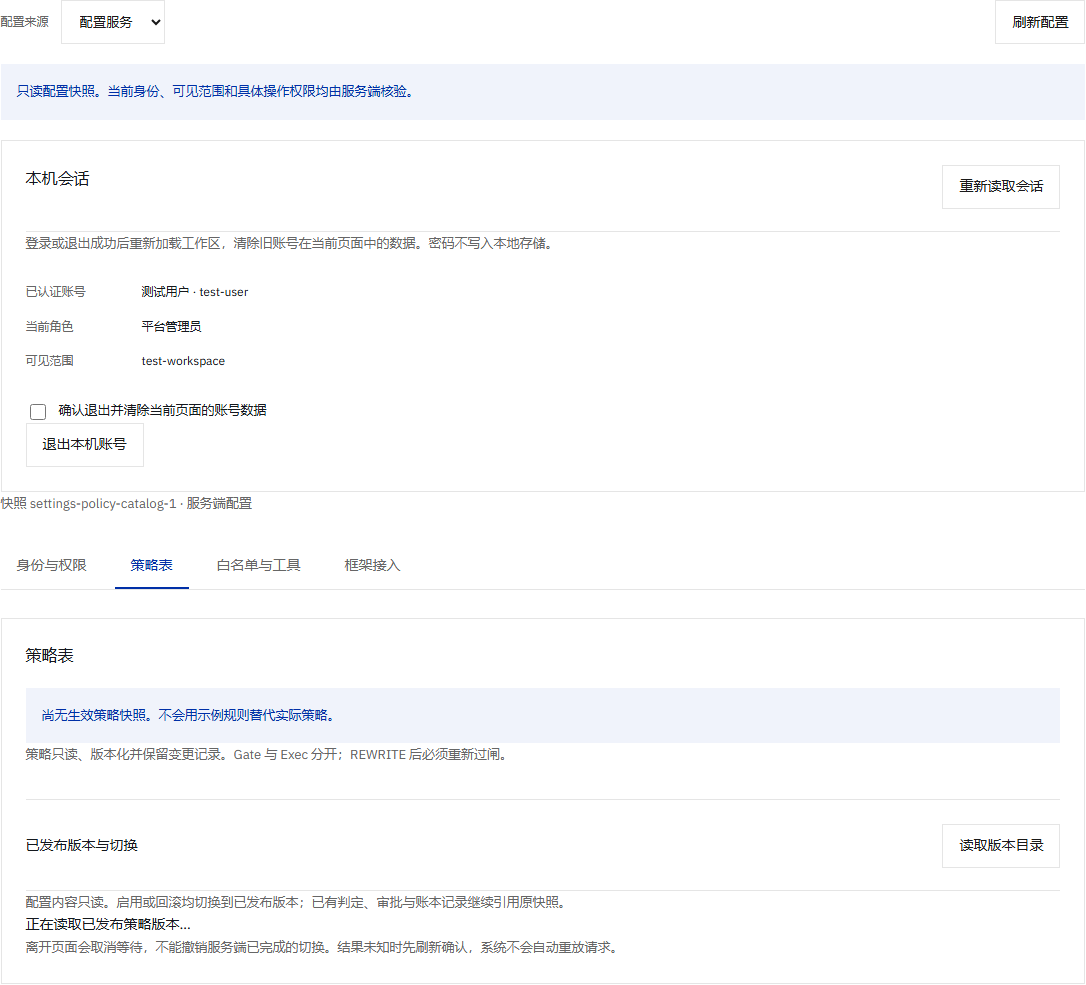 配置来源
配置服务
刷新配置
只读配置快照。当前身份、可见范围和具体操作权限均由服务端核验。
本机会话
重新读取会话
登录或退出成功后重新加载工作区，清除旧账号在当前页面中的数据。密码不写入本地存储。
已认证账号 测试用户 · test-user
当前角色 平台管理员
可见范围 test-workspace
确认退出并清除当前页面的账号数据
退出本机账号
快照 settings-policy-catalog-1 · 服务端配置
身份与权限 策略表 白名单与工具 框架接入
策略表
尚无生效策略快照。不会用示例规则替代实际策略。
策略只读、版本化并保留变更记录。Gate 与 Exec 分开；REWRITE 后必须重新过闸。
已发布版本与切换
读取版本目录
配置内容只读。启用或回滚均切换到已发布版本；已有判定、审批与账本记录继续引用原快照。
正在读取已发布策略版本...
离开页面会取消等待，不能撤销服务端已完成的切换。结果未知时先刷新确认，系统不会自动重放请求。